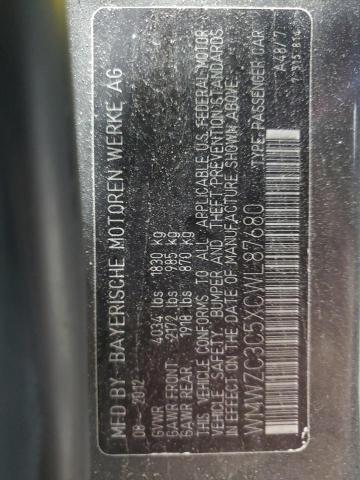 MFD BY BAYERISCHE MOTOREN WERKE AG
08-2012
GVWR 4034 lbs 1830 kg
GAWR FRONT 2172 lbs 985 kg
GAWR REAR 1918 lbs 870 kg
THIS VEHICLE CONFORMS TO ALL APPLICABLE U.S. FEDERAL MOTOR
VEHICLE SAFETY, BUMPER AND THEFT PREVENTION STANDARDS
IN EFFECT ON THE DATE OF MANUFACTURE SHOWN ABOVE.
WMWZC3C5XCWL87680 TYPE: PASSENGER CAR
A48/7